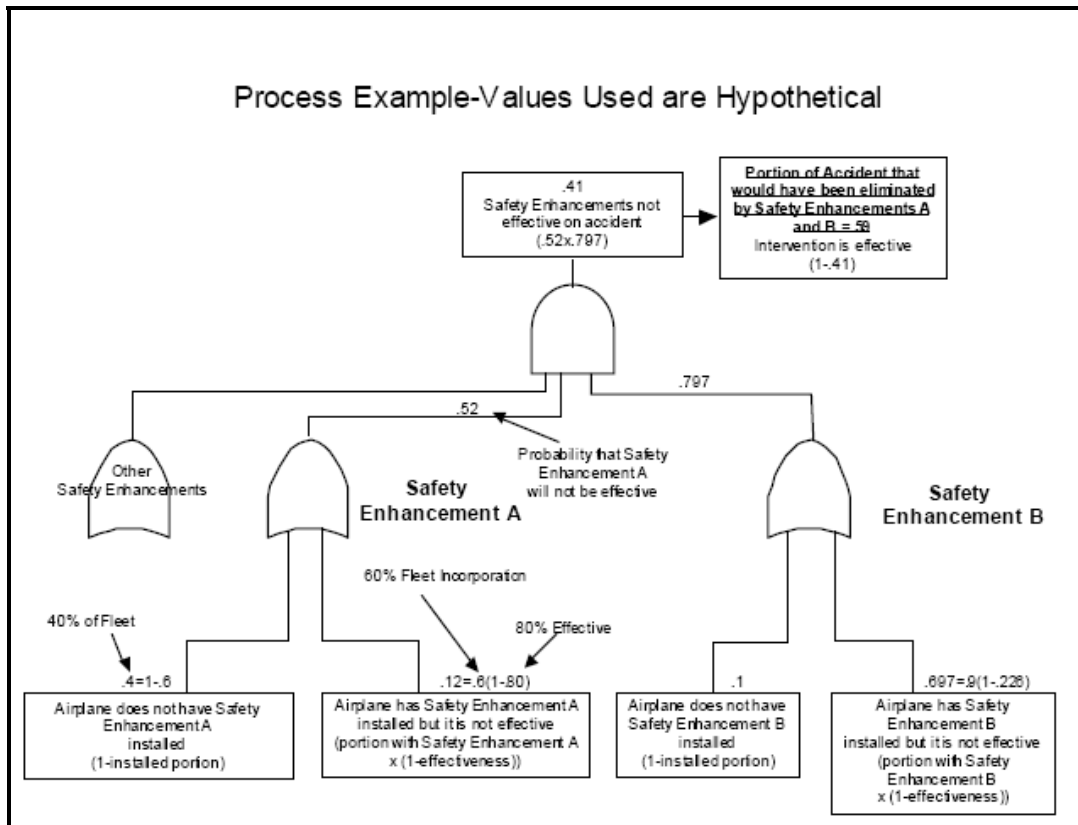 Process Example-Values Used are Hypothetical
.41
Safety Enhancements not
effective on accident
(.52x.797)
Portion of Accident that
would have been eliminated
by Safety Enhancements A
and B = .59
Intervention is effective
(1-.41)
.797
.52
Probability that Safety
Enhancement A
will not be effective
Other
Safety Enhancements
Safety
Enhancement A
Safety
Enhancement B
60% Fleet Incorporation
40% of Fleet
80% Effective
.4=1-.6
Airplane does not have Safety
Enhancement A
installed
(1-installed portion)
.12=.6(1-.80)
Airplane has Safety Enhancement A
installed but it is not effective
(portion with Safety Enhancement A
x (1-effectiveness))
.1
Airplane does not have
Safety Enhancement B
installed
(1-installed portion)
.697=.9(1-.226)
Airplane has Safety
Enhancement B
installed but it is not effective
(portion with Safety
Enhancement B
x (1-effectiveness))